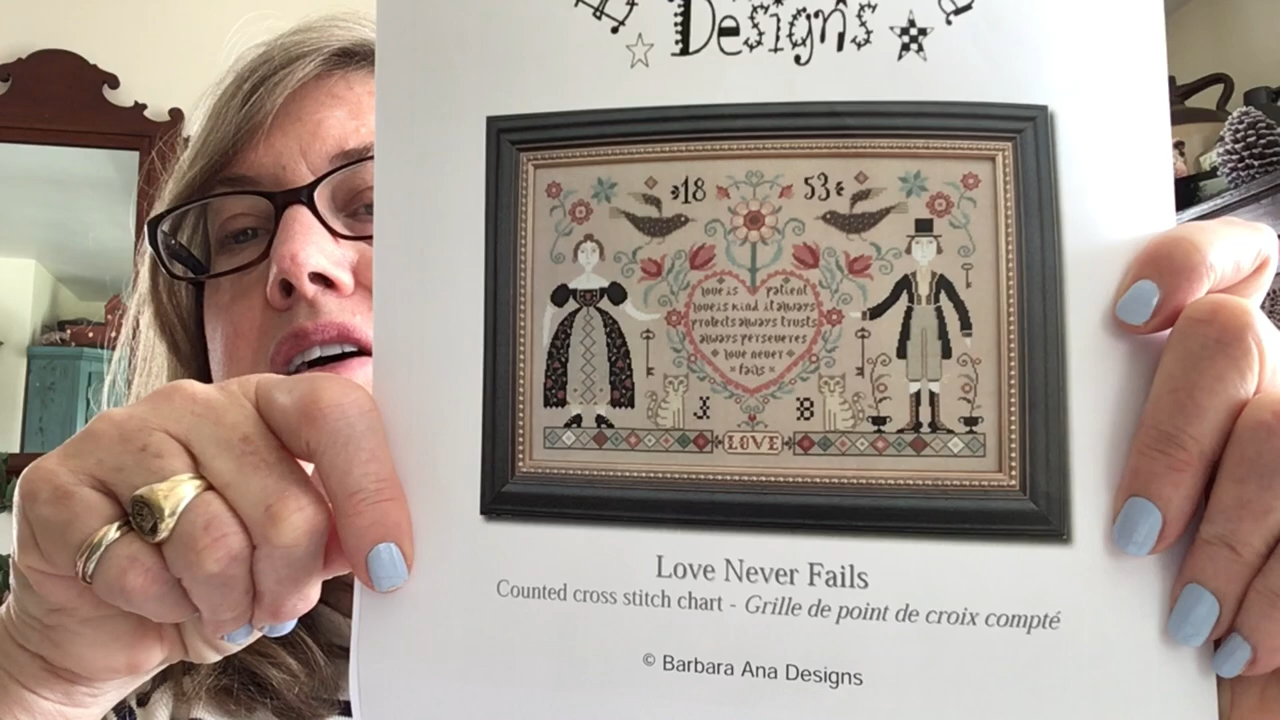 Designs
18 53
love is patient
love is kind it always
protects always trusts
always perseveres
love never
fails
J B
LOVE
Love Never Fails
Counted cross stitch chart - Grille de point de croix compté
© Barbara Ana Designs